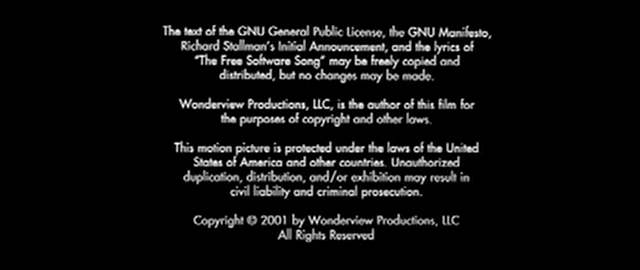 The text of the GNU General Public License, the GNU Manifesto,
Richard Stallman's Initial Announcement, and the lyrics of
"The Free Software Song" may be freely copied and
distributed, but no changes may be made.
Wonderview Productions, LLC, is the author of this film for
the purposes of copyright and other laws.
This motion picture is protected under the laws of the United
States of America and other countries. Unauthorized
duplication, distribution, and/or exhibition may result in
civil liability and criminal prosecution.
Copyright © 2001 by Wonderview Productions, LLC
All Rights Reserved